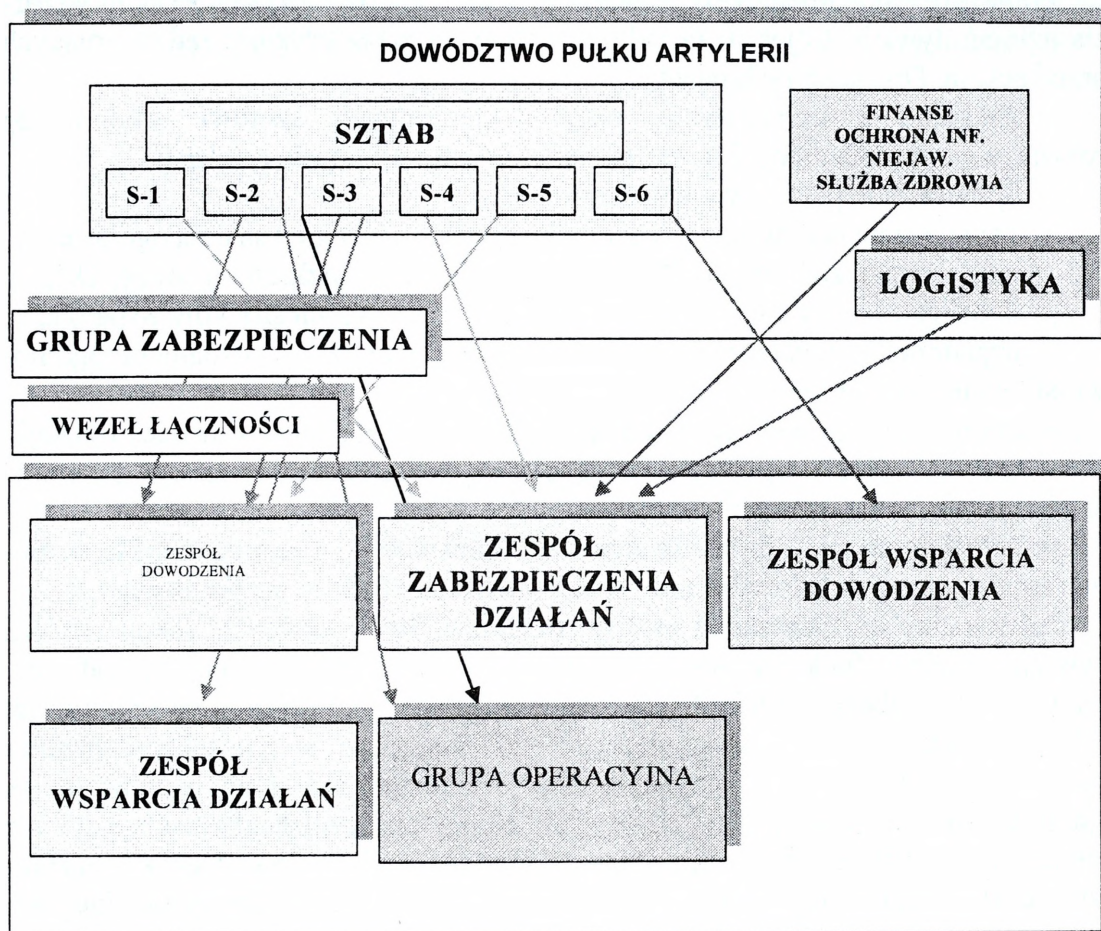 DOWÓDZTWO PUŁKU ARTYLERII
SZTAB
S-1
S-2
S-3
S-4
S-5
S-6
FINANSE
OCHRONA INF.
NIEJAW.
SŁUŻBA ZDROWIA
LOGISTYKA
GRUPA ZABEZPIECZENIA
WĘZEŁ ŁĄCZNOŚCI
ZESPÓŁ
DOWODZENIA
ZESPÓŁ
ZABEZPIECZENIA
DZIAŁAŃ
ZESPÓŁ WSPARCIA
DOWODZENIA
ZESPÓŁ
WSPARCIA DZIAŁAŃ
GRUPA OPERACYJNA